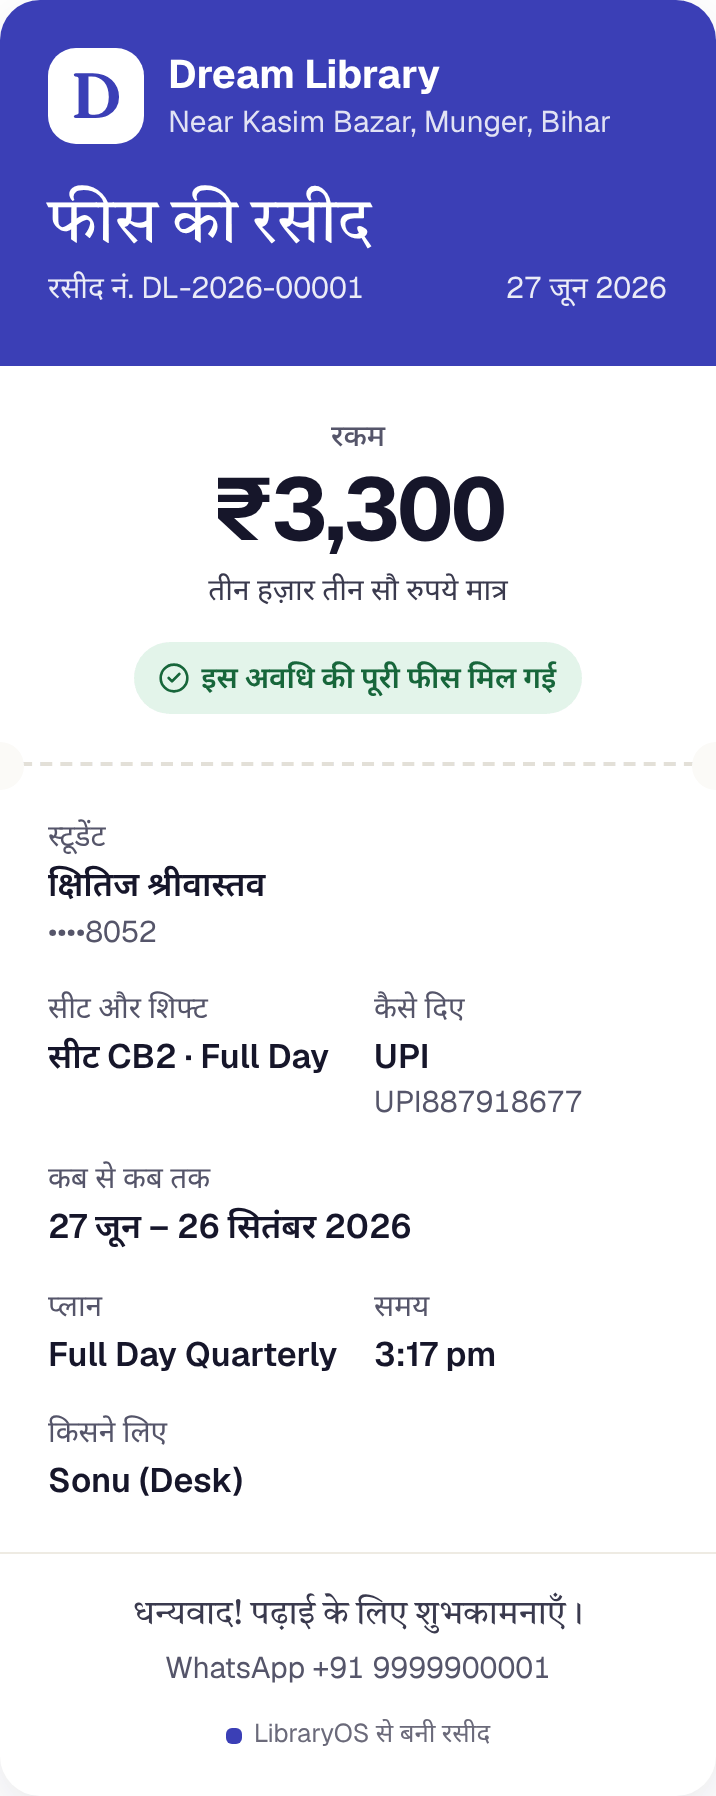 D
Dream Library
Near Kasim Bazar, Munger, Bihar
फीस की रसीद
रसीद नं. DL-2026-00001 27 जून 2026
रकम
₹3,300
तीन हज़ार तीन सौ रुपये मात्र
इस अवधि की पूरी फीस मिल गई
स्टूडेंट
क्षितिज श्रीवास्तव
••••8052
सीट और शिफ्ट कैसे दिए
सीट CB2 · Full Day UPI
UPI887918677
कब से कब तक
27 जून – 26 सितंबर 2026
प्लान समय
Full Day Quarterly 3:17 pm
किसने लिए
Sonu (Desk)
धन्यवाद! पढ़ाई के लिए शुभकामनाएँ।
WhatsApp +91 9999900001
LibraryOS से बनी रसीद